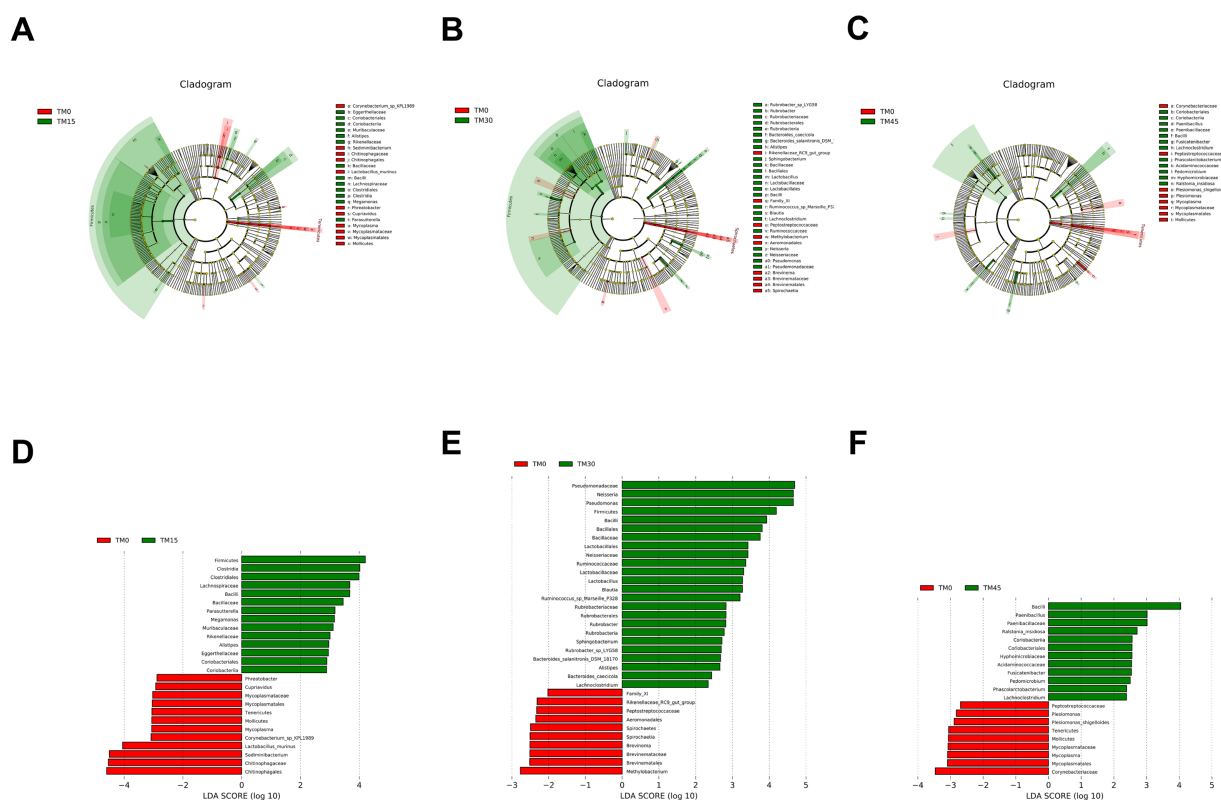 A
B
C
Cladogram
TM0
TM15
a: Corynebacterium_sp_KPL1989
b: Eggerthellaceae
c: Coriobacteriales
d: Coriobacteriia
e: Muribaculaceae
f: Alistipes
g: Rikenellaceae
h: Sediminibacterium
i: Chitinophagaceae
j: Chitinophagales
k: Bacillaceae
l: Lactobacillus_murinus
m: Bacilli
n: Lachnospiraceae
o: Clostridiales
p: Clostridia
q: Megamonas
r: Phreatobacter
s: Cupriavidus
t: Parasutterella
u: Mycoplasma
v: Mycoplasmataceae
w: Mycoplasmatales
x: Mollicutes
Firmicutes
Tenericutes
Cladogram
TM0
TM30
a: Rubrobacter_sp_LYG58
b: Rubrobacter
c: Rubrobacteriaceae
d: Rubrobacterales
e: Rubrobacteria
f: Bacteroides_caecicola
g: Bacteroides_salanitronis_DSM_
h: Alistipes
i: Rikenellaceae_RC9_gut_group
j: Sphingobacterium
k: Bacillaceae
l: Bacillales
m: Lactobacillus
n: Lactobacillaceae
o: Lactobacillales
p: Bacilli
q: Family_XI
r: Ruminococcus_sp_Marseille_P32
s: Blautia
t: Lachnoclostridium
u: Peptostreptococcaceae
v: Ruminococcaceae
w: Methylobacterium
x: Aeromonadales
y: Neisseria
z: Neisseriaceae
a0: Pseudomonas
a1: Pseudomonadaceae
a2: Brevinema
a3: Brevinemataceae
a4: Brevinematales
a5: Spirochaetia
Firmicutes
Spirochaetes
Cladogram
TM0
TM45
a: Corynebacteriaceae
b: Coriobacteriales
c: Coriobacteriia
d: Paenibacillus
e: Paenibacillaceae
f: Bacilli
g: Fusicatenibacter
h: Lachnoclostridium
i: Peptostreptococcaceae
j: Phascolarctobacterium
k: Acidaminococcaceae
l: Pedomicrobium
m: Hyphomicrobiaceae
n: Ralstonia_insidiosa
o: Plesiomonas_shigelloides
p: Plesiomonas
q: Mycoplasma
r: Mycoplasmataceae
s: Mycoplasmatales
t: Mollicutes
Tenericutes
D
E
F
TM0
TM15
Firmicutes
Clostridia
Clostridiales
Lachnospiraceae
Bacilli
Bacillaceae
Parasutterella
Megamonas
Muribaculaceae
Rikenellaceae
Alistipes
Eggerthellaceae
Coriobacteriales
Coriobacteriia
Phreatobacter
Cupriavidus
Mycoplasmataceae
Mycoplasmatales
Tenericutes
Mollicutes
Mycoplasma
Corynebacterium_sp_KPL1989
Lactobacillus_murinus
Sediminibacterium
Chitinophagaceae
Chitinophagales
−4 −2 0 2 4
LDA SCORE (log 10)
TM0
TM30
Pseudomonadaceae
Neisseria
Pseudomonas
Firmicutes
Bacilli
Bacillales
Bacillaceae
Lactobacillales
Neisseriaceae
Ruminococcaceae
Lactobacillaceae
Lactobacillus
Blautia
Ruminococcus_sp_Marseille_P328
Rubrobacteriaceae
Rubrobacterales
Rubrobacter
Rubrobacteria
Sphingobacterium
Rubrobacter_sp_LYG58
Bacteroides_salanitronis_DSM_18170
Alistipes
Bacteroides_caecicola
Lachnoclostridium
Family_XI
Rikenellaceae_RC9_gut_group
Peptostreptococcaceae
Aeromonadales
Spirochaetes
Spirochaetia
Brevinema
Brevinemataceae
Brevinematales
Methylobacterium
−3 −2 −1 0 1 2 3 4 5
LDA SCORE (log 10)
TM0
TM45
Bacilli
Paenibacillus
Paenibacillaceae
Ralstonia_insidiosa
Coriobacteriia
Coriobacteriales
Hyphomicrobiaceae
Acidaminococcaceae
Fusicatenibacter
Pedomicrobium
Phascolarctobacterium
Lachnoclostridium
Peptostreptococcaceae
Plesiomonas
Plesiomonas_shigelloides
Tenericutes
Mollicutes
Mycoplasmataceae
Mycoplasma
Mycoplasmatales
Corynebacteriaceae
−4 −3 −2 −1 0 1 2 3 4 5
LDA SCORE (log 10)